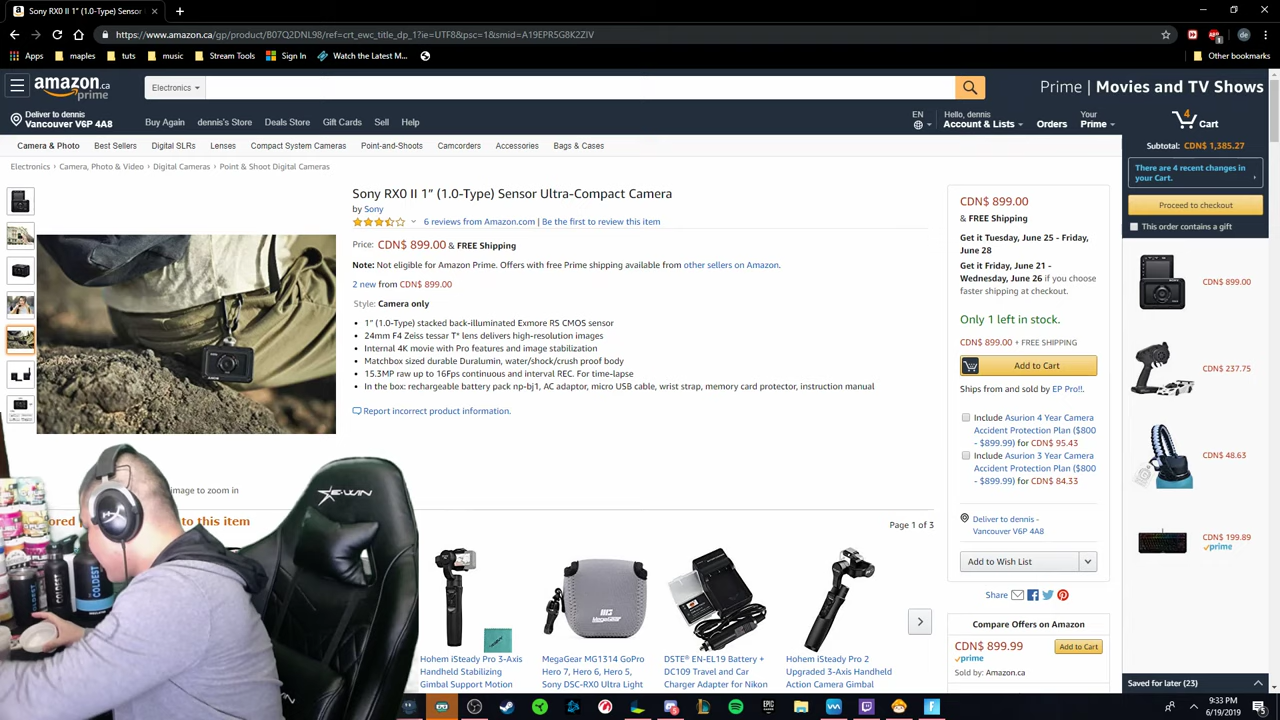 Sony RX0 II 1" (1.0-Type) Sensor
https://www.amazon.ca/gp/product/B07Q2DNL98/ref=crt_ewc_title_dp_1?ie=UTF8&psc=1&smid=A19EPR5G8K2ZIV
Apps maples tuts music Stream Tools Sign In Watch the Latest M... Other bookmarks
amazon.ca prime Electronics Prime | Movies and TV Shows
4 Cart
Deliver to dennis
Vancouver V6P 4A8
Buy Again dennis's Store Deals Store Gift Cards Sell Help
EN Hello, dennis
Account & Lists Orders Your Prime
Camera & Photo Best Sellers Digital SLRs Lenses Compact System Cameras Point-and-Shoots Camcorders Accessories Bags & Cases
Subtotal: CDN$ 1,385.27
There are 4 recent changes in your Cart.
Proceed to checkout
This order contains a gift
Electronics › Camera, Photo & Video › Digital Cameras › Point & Shoot Digital Cameras
Sony RX0 II 1" (1.0-Type) Sensor Ultra-Compact Camera
by Sony
6 reviews from Amazon.com | Be the first to review this item
Price: CDN$ 899.00 & FREE Shipping
Note: Not eligible for Amazon Prime. Offers with free Prime shipping available from other sellers on Amazon.
2 new from CDN$ 899.00
Style: Camera only
• 1" (1.0-Type) stacked back-illuminated Exmore RS CMOS sensor
• 24mm F4 Zeiss tessar T* lens delivers high-resolution images
• Internal 4K movie with Pro features and image stabilization
• Matchbox sized durable Duralumin, water/shock/crush proof body
• 15.3MP raw up to 16Fps continuous and interval REC. For time-lapse
• In the box: rechargeable battery pack np-bj1, AC adaptor, micro USB cable, wrist strap, memory card protector, instruction manual
Report incorrect product information.
CDN$ 899.00
& FREE Shipping
Get it Tuesday, June 25 - Friday,
June 28
Get it Friday, June 21 -
Wednesday, June 26 if you choose
faster shipping at checkout.
Only 1 left in stock.
CDN$ 899.00 + FREE SHIPPING
Add to Cart
Ships from and sold by EP Pro!!.
Include Asurion 4 Year Camera
Accident Protection Plan ($800
- $899.99) for CDN$ 95.43
Include Asurion 3 Year Camera
Accident Protection Plan ($800
- $899.99) for CDN$ 84.33
Deliver to dennis -
Vancouver V6P 4A8
Add to Wish List
Share
Compare Offers on Amazon
CDN$ 899.99
prime
Add to Cart
Sold by: Amazon.ca
CDN$ 899.00
CDN$ 237.75
CDN$ 48.63
CDN$ 199.89
prime
Saved for later (23)
image to zoom in
to this item
Page 1 of 3
Hohem iSteady Pro 3-Axis
Handheld Stabilizing
Gimbal Support Motion
MegaGear MG1314 GoPro
Hero 7, Hero 6, Hero 5,
Sony DSC-RX0 Ultra Light
DSTE® EN-EL19 Battery +
DC109 Travel and Car
Charger Adapter for Nikon
Hohem iSteady Pro 2
Upgraded 3-Axis Handheld
Action Camera Gimbal
E-WIN
COLDEST
EPIC
9:33 PM
6/19/2019